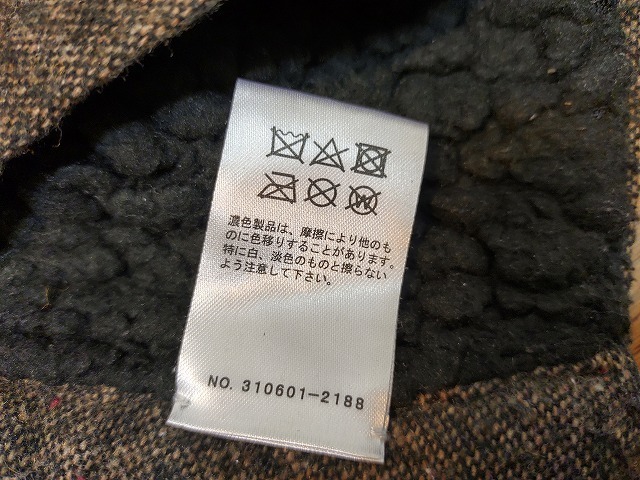 濃色製品は、摩擦により他のも
のに色移りすることがあります。
特に白、淡色のものと擦らない
よう注意して下さい。
NO. 310601-2188